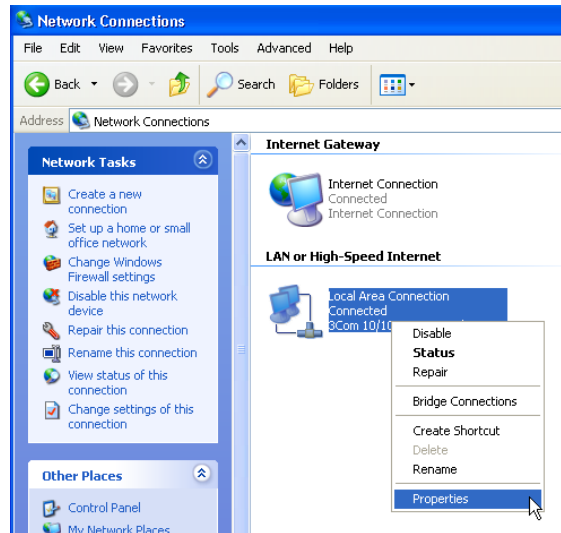 Network Connections
File Edit View Favorites Tools Advanced Help
Back Search Folders
Address Network Connections
Network Tasks
Create a new
connection
Set up a home or small
office network
Change Windows
Firewall settings
Disable this network
device
Repair this connection
Rename this connection
View status of this
connection
Change settings of this
connection
Other Places
Control Panel
My Network Places
Internet Gateway
Internet Connection
Connected
Internet Connection
LAN or High-Speed Internet
Local Area Connection
Connected
3Com
Disable
Status
Repair
Bridge Connections
Create Shortcut
Delete
Rename
Properties